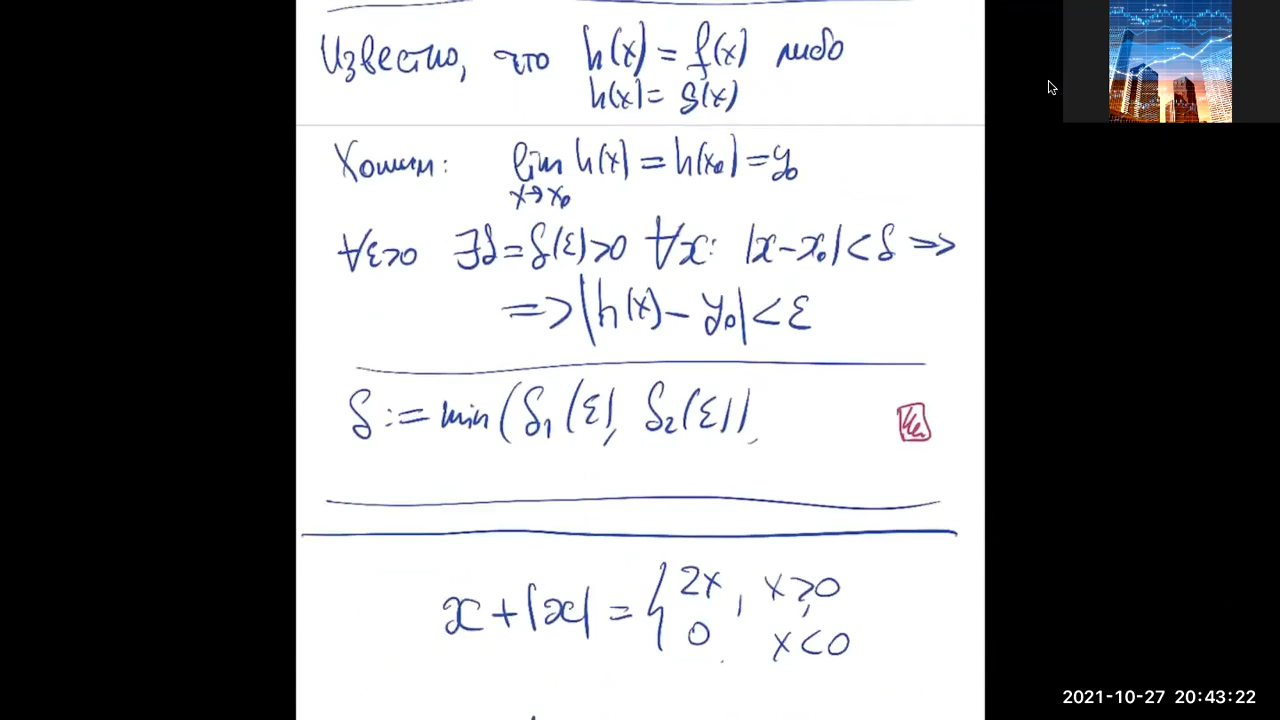 Известно, что h(x) = f(x) либо
h(x) = g(x)
Хотим: lim h(x) = h(x₀) = y₀
x→x₀
∀ε>0 ∃δ = δ(ε)>0 ∀x: |x-x₀| < δ =>
=> |h(x) - y₀| < ε
δ := min(δ₁(ε), δ₂(ε)).
x + |x| = { 2x, x ⩾ 0
0 x < 0
2021-10-27 20:43:22